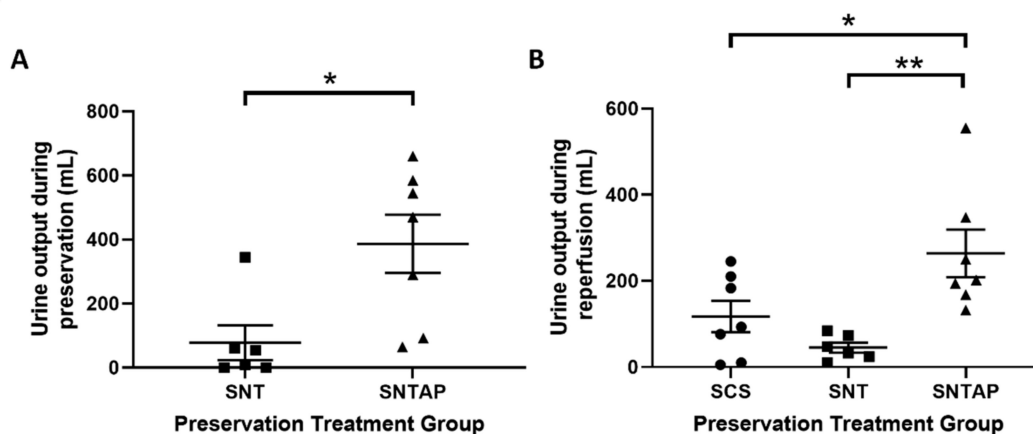 A
*
Urine output during
preservation (mL)
800
600
400
200
0
SNT
SNTAP
Preservation Treatment Group
B
*
**
Urine output during
reperfusion (mL)
600
400
200
0
SCS
SNT
SNTAP
Preservation Treatment Group